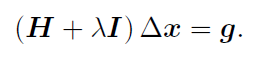 (H + λI) Δx = g.